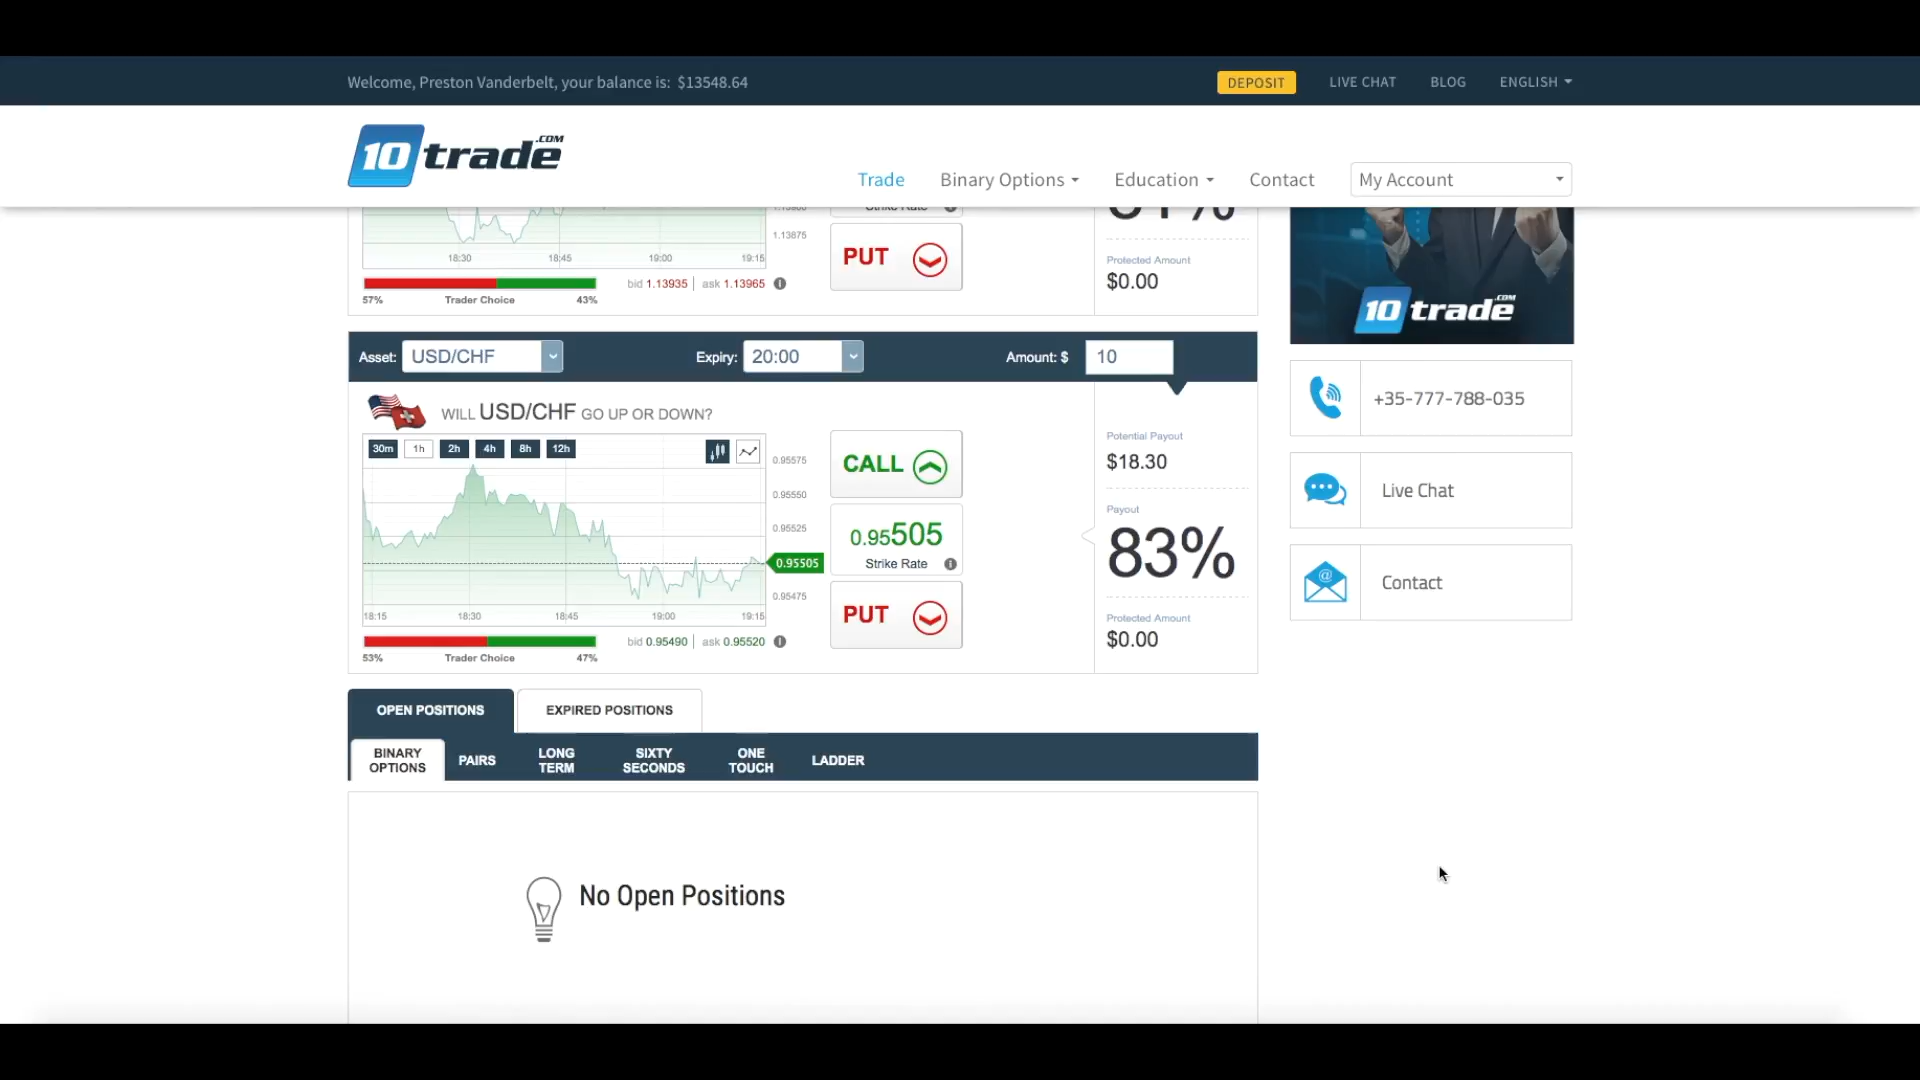 Welcome, Preston Vanderbelt, your balance is: $13548.64
DEPOSIT
LIVE CHAT
BLOG
ENGLISH
10trade.COM
Trade
Binary Options
Education
Contact
My Account
1.13875
18:30 18:45 19:00 19:15
57% Trader Choice 43%
bid 1.13935 ask 1.13965
Strike Rate
PUT
Protected Amount
$0.00
10trade.COM
Asset: USD/CHF
Expiry: 20:00
Amount: $ 10
WILL USD/CHF GO UP OR DOWN?
30m 1h 2h 4h 8h 12h
0.95575
0.95550
0.95525
0.95505
0.95475
18:15 18:30 18:45 19:00 19:15
53% Trader Choice 47%
bid 0.95490 ask 0.95520
CALL
0.95505
Strike Rate
PUT
Potential Payout
$18.30
Payout
83%
Protected Amount
$0.00
+35-777-788-035
Live Chat
Contact
OPEN POSITIONS
EXPIRED POSITIONS
BINARY OPTIONS
PAIRS
LONG TERM
SIXTY SECONDS
ONE TOUCH
LADDER
No Open Positions